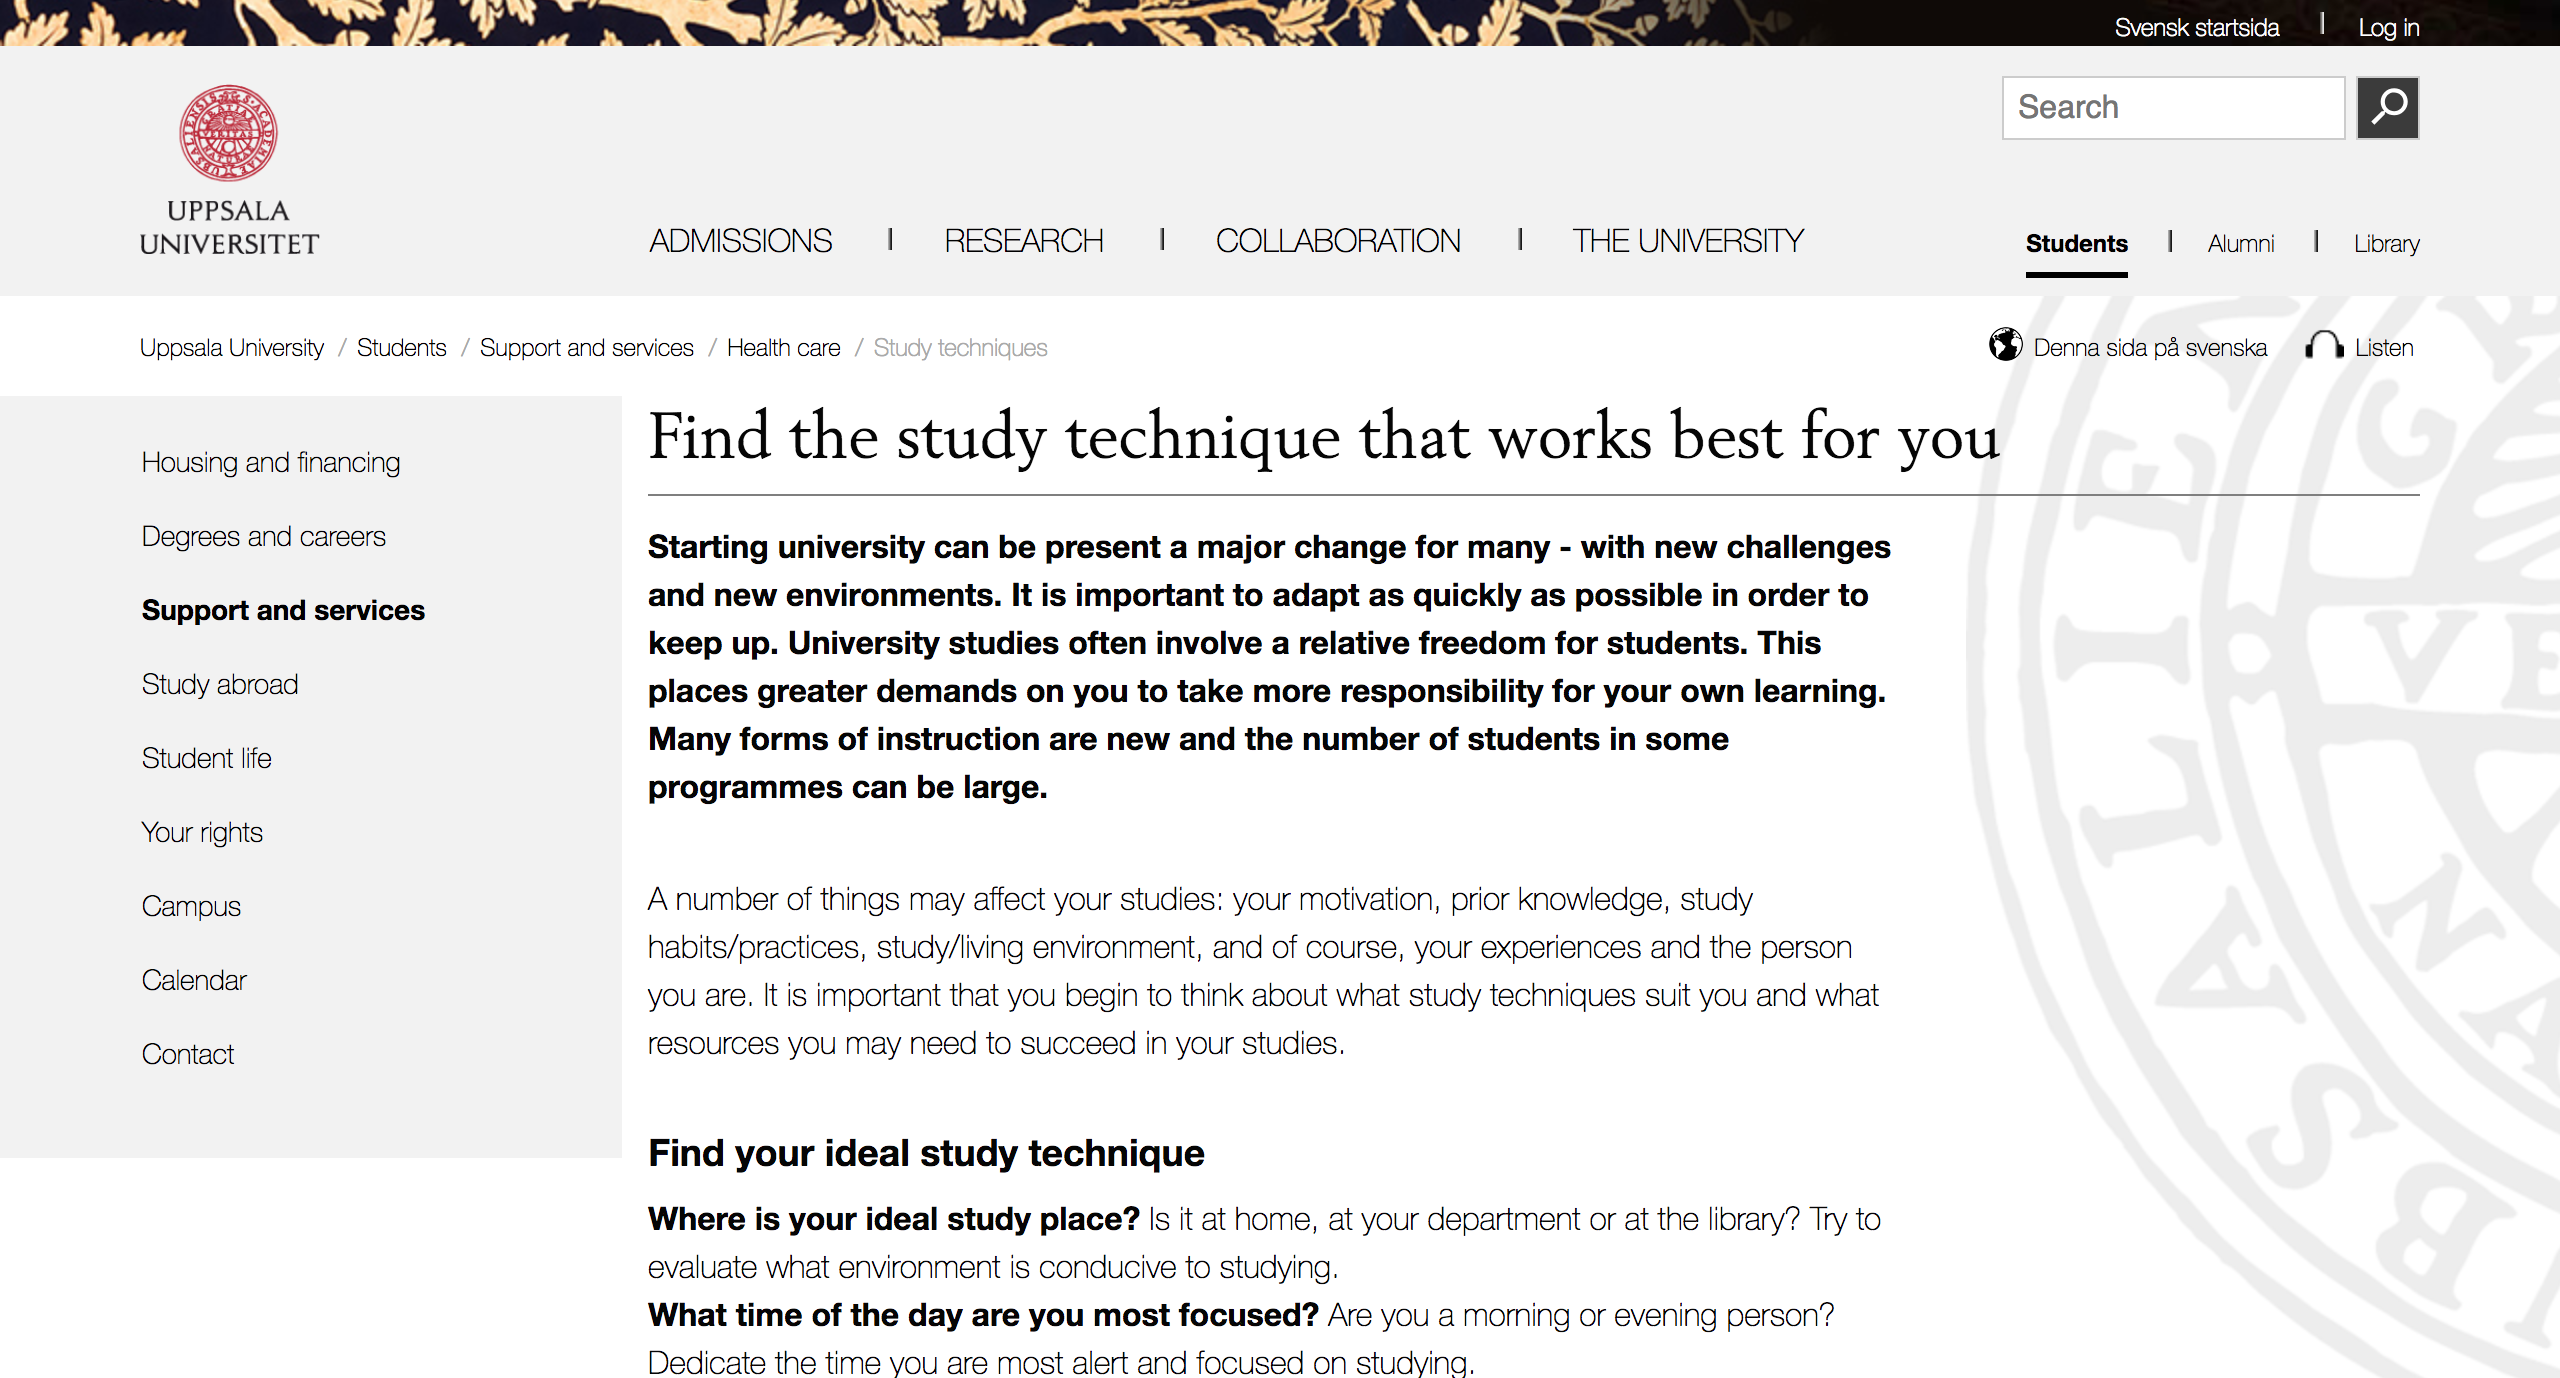 Svensk startsida | Log in
Search
UPPSALA
UNIVERSITET
ADMISSIONS | RESEARCH | COLLABORATION | THE UNIVERSITY
Students | Alumni | Library
Uppsala University / Students / Support and services / Health care / Study techniques
Denna sida på svenska Listen
Housing and financing
Degrees and careers
Support and services
Study abroad
Student life
Your rights
Campus
Calendar
Contact
Find the study technique that works best for you
Starting university can be present a major change for many - with new challenges
and new environments. It is important to adapt as quickly as possible in order to
keep up. University studies often involve a relative freedom for students. This
places greater demands on you to take more responsibility for your own learning.
Many forms of instruction are new and the number of students in some
programmes can be large.
A number of things may affect your studies: your motivation, prior knowledge, study
habits/practices, study/living environment, and of course, your experiences and the person
you are. It is important that you begin to think about what study techniques suit you and what
resources you may need to succeed in your studies.
Find your ideal study technique
Where is your ideal study place? Is it at home, at your department or at the library? Try to
evaluate what environment is conducive to studying.
What time of the day are you most focused? Are you a morning or evening person?
Dedicate the time you are most alert and focused on studying.